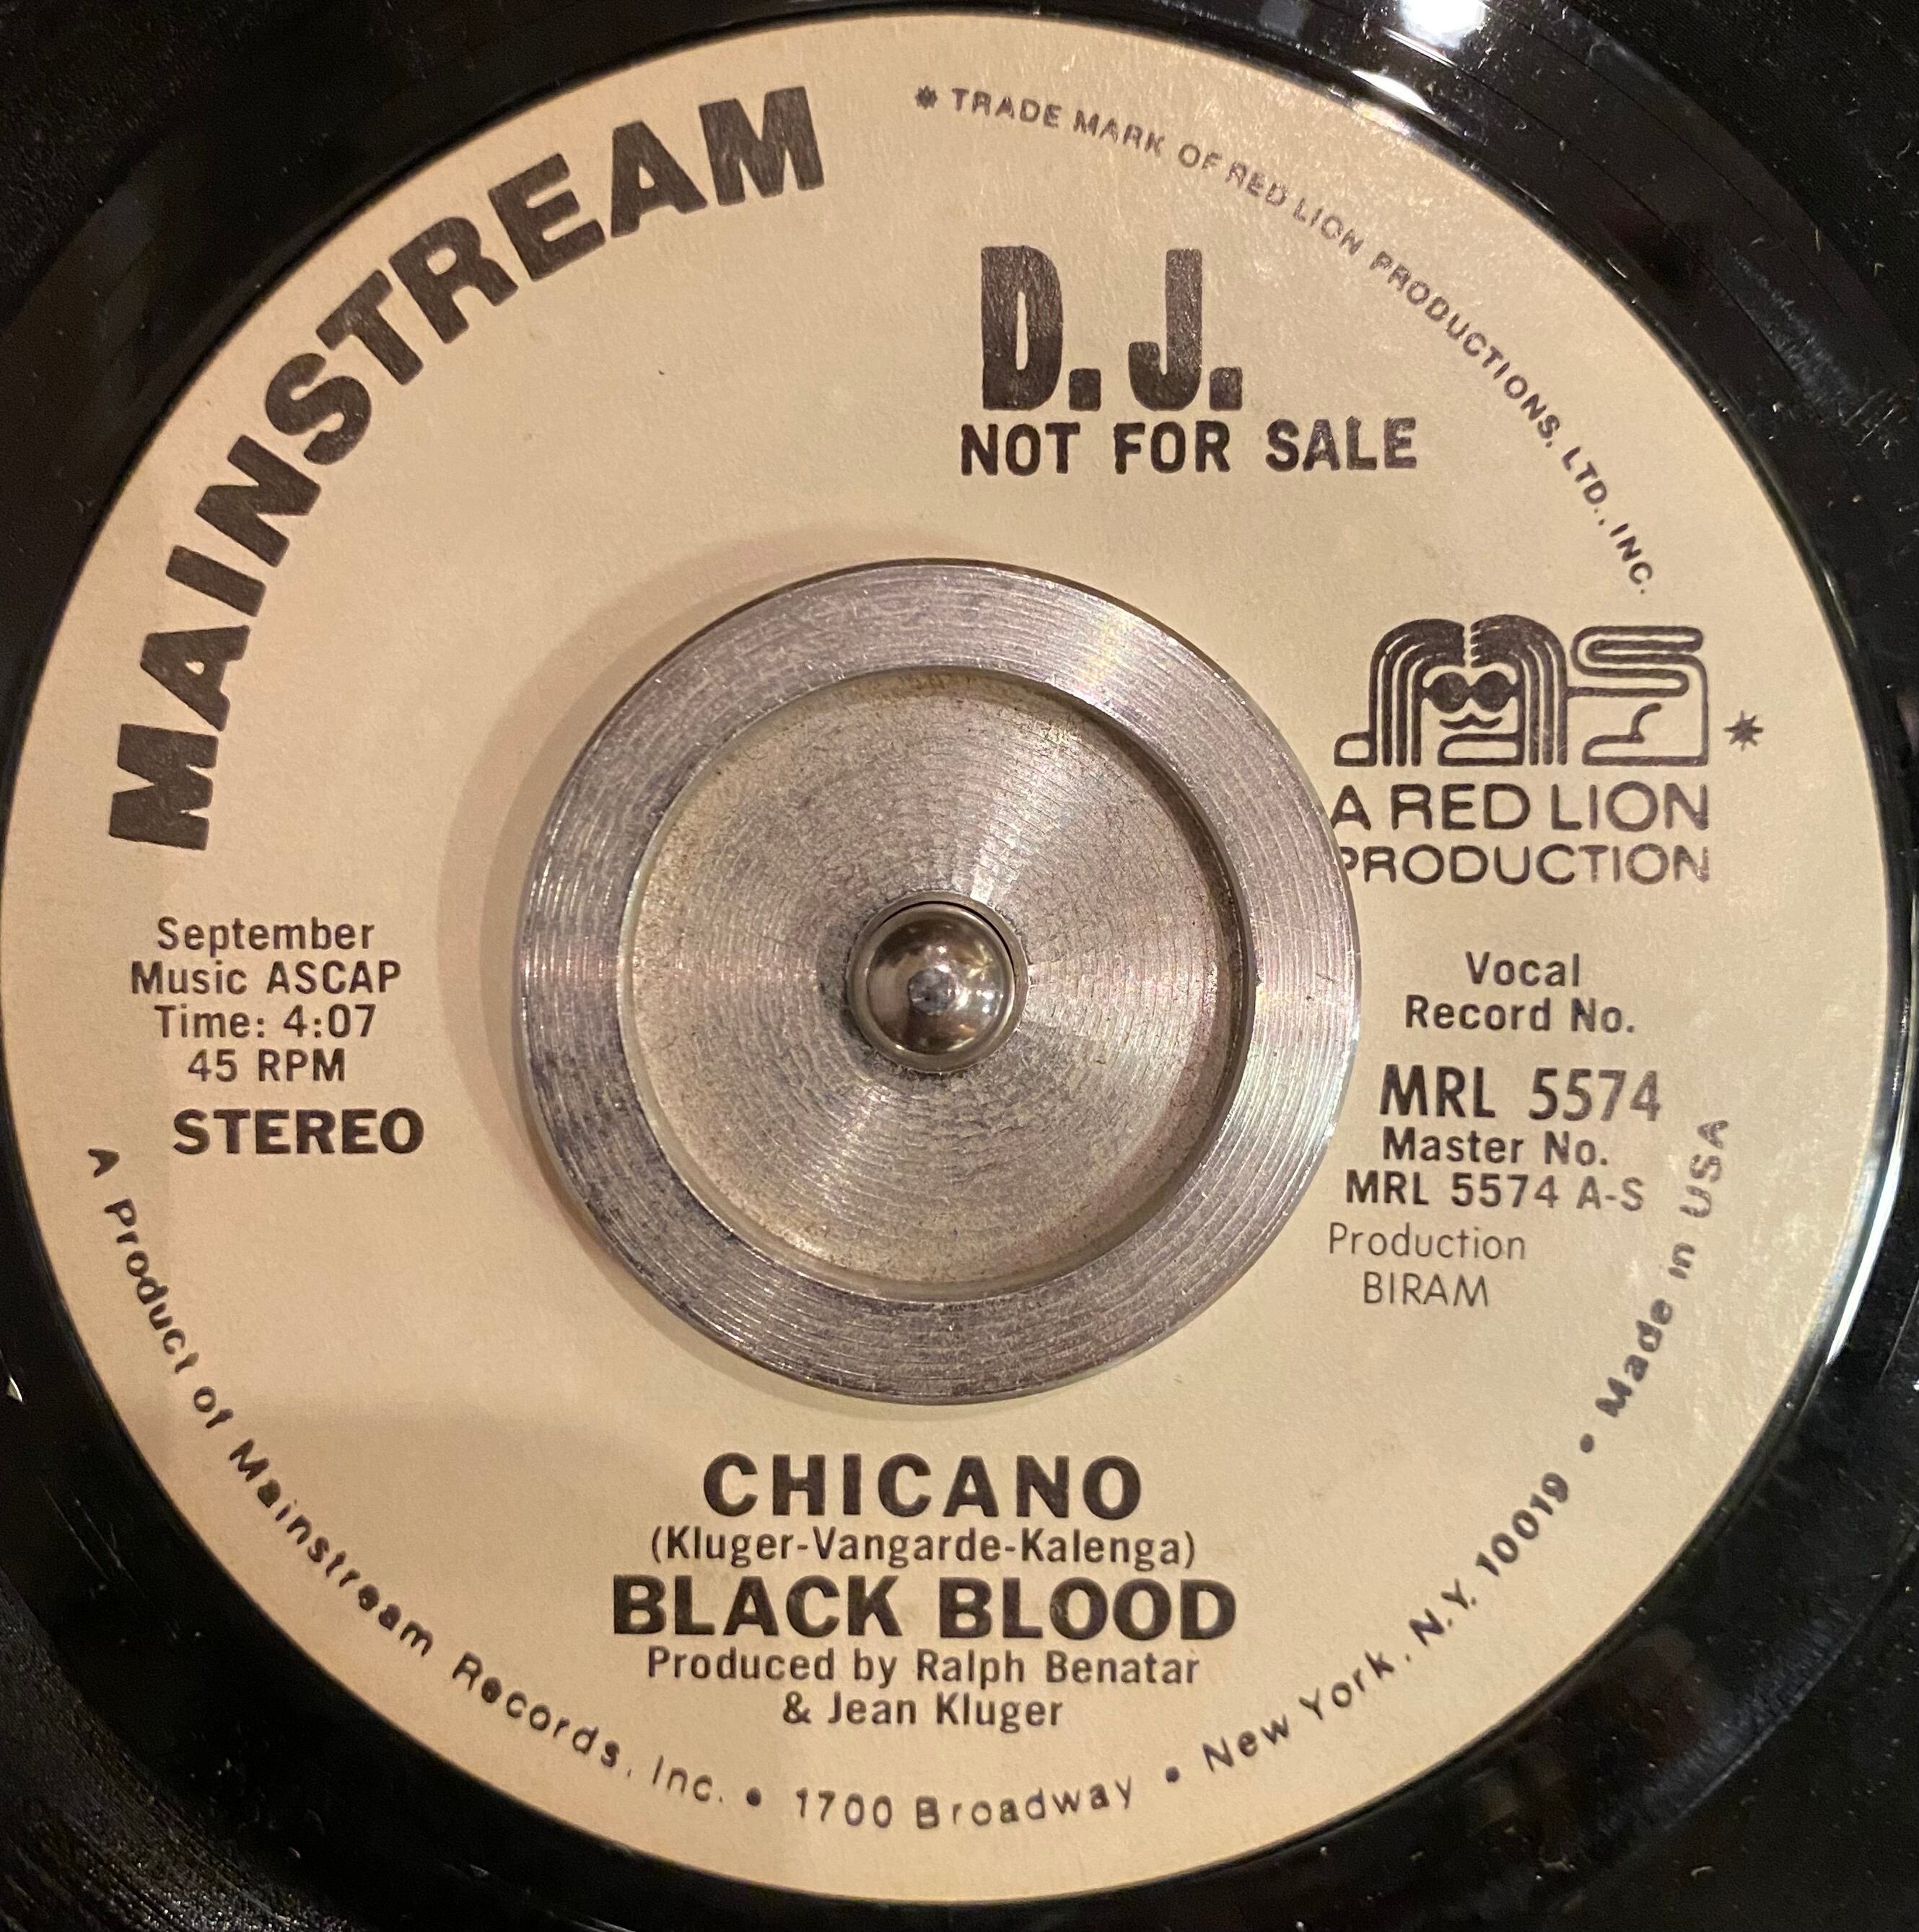 MAINSTREAM
* TRADE MARK OF RED LION PRODUCTIONS, LTD., INC.
D.J.
NOT FOR SALE
MS *
A RED LION
PRODUCTION
September
Music ASCAP
Time: 4:07
45 RPM
STEREO
Vocal
Record No.
MRL 5574
Master No.
MRL 5574 A-S
Production
BIRAM
CHICANO
(Kluger-Vangarde-Kalenga)
BLACK BLOOD
Produced by Ralph Benatar
& Jean Kluger
A Product of Mainstream Records, Inc. • 1700 Broadway • New York, N.Y. 10019 • Made in USA